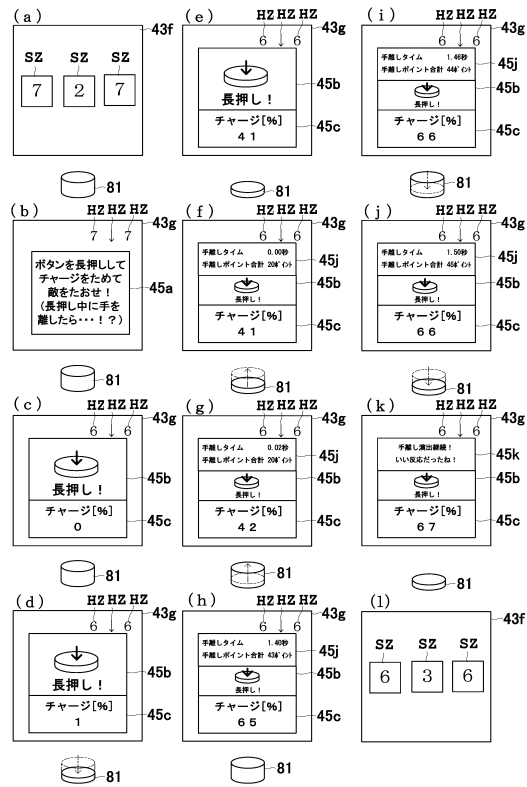 (a)
43f
SZ SZ SZ
7 2 7
81
(b)
HZ HZ HZ
43g
7 ↓ 7
ボタンを長押しして
チャージをためて
敵をたおせ!
(長押し中に手を
離したら・・・!?)
45a
81
(c)
HZ HZ HZ
43g
6 ↓ 6
長押し!
45b
チャージ[%]
0
45c
81
(d)
HZ HZ HZ
43g
6 ↓ 6
長押し!
45b
チャージ[%]
1
45c
81
(e)
HZ HZ HZ
43g
6 ↓ 6
長押し!
45b
チャージ[%]
41
45c
81
(f)
HZ HZ HZ
43g
6 ↓ 6
手離しタイム 0.00秒
手離しポイント合計 20ポイント
45j
長押し!
45b
チャージ[%]
41
45c
81
(g)
HZ HZ HZ
43g
6 ↓ 6
手離しタイム 0.02秒
手離しポイント合計 20ポイント
45j
長押し!
45b
チャージ[%]
42
45c
81
(h)
HZ HZ HZ
43g
6 ↓ 6
手離しタイム 1.40秒
手離しポイント合計 43ポイント
45j
長押し!
45b
チャージ[%]
65
45c
81
(i)
HZ HZ HZ
43g
6 ↓ 6
手離しタイム 1.46秒
手離しポイント合計 44ポイント
45j
長押し!
45b
チャージ[%]
66
45c
81
(j)
HZ HZ HZ
43g
6 ↓ 6
手離しタイム 1.50秒
手離しポイント合計 45ポイント
45j
長押し!
45b
チャージ[%]
66
45c
81
(k)
HZ HZ HZ
43g
6 ↓ 6
手離し演出継続!
いい反応だったね!
45k
長押し!
45b
チャージ[%]
67
45c
81
(l)
43f
SZ SZ SZ
6 3 6